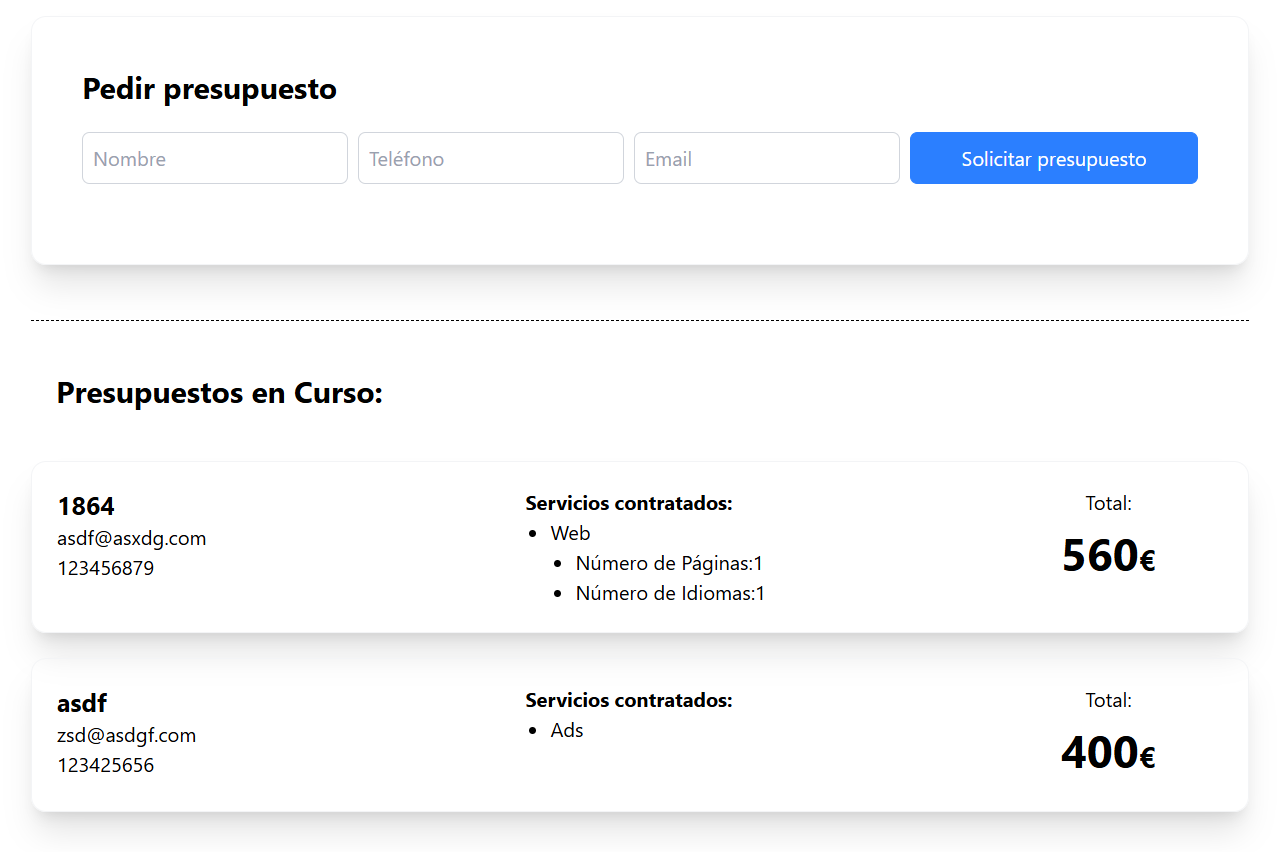 Pedir presupuesto
Nombre
Teléfono
Email
Solicitar presupuesto
Presupuestos en Curso:
1864
asdf@asxdg.com
123456879
Servicios contratados:
Web
Número de Páginas:1
Número de Idiomas:1
Total:
560€
asdf
zsd@asdgf.com
123425656
Servicios contratados:
Ads
Total:
400€